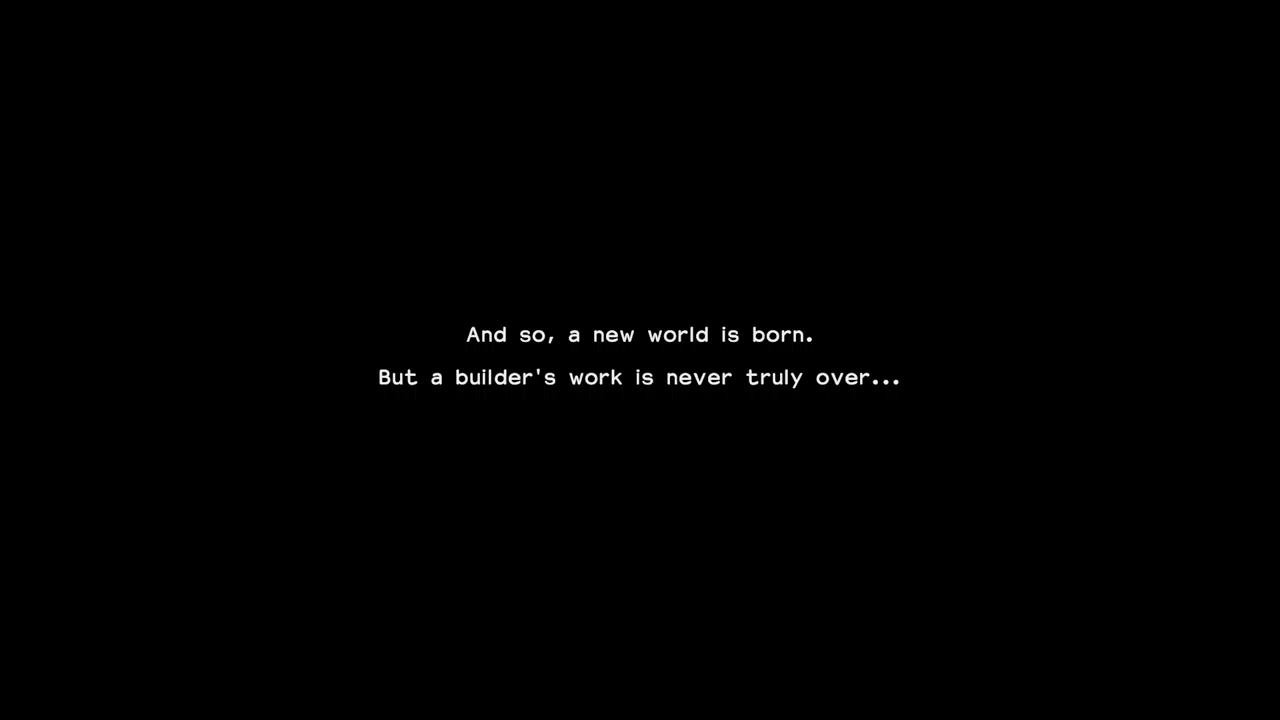 And so, a new world is born.
But a builder's work is never truly over...